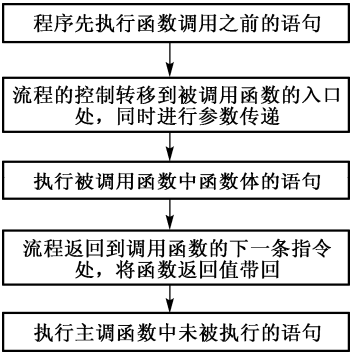 程序先执行函数调用之前的语句
流程的控制转移到被调用函数的入口
处，同时进行参数传递
执行被调用函数中函数体的语句
流程返回到调用函数的下一条指令
处，将函数返回值带回
执行主调函数中未被执行的语句